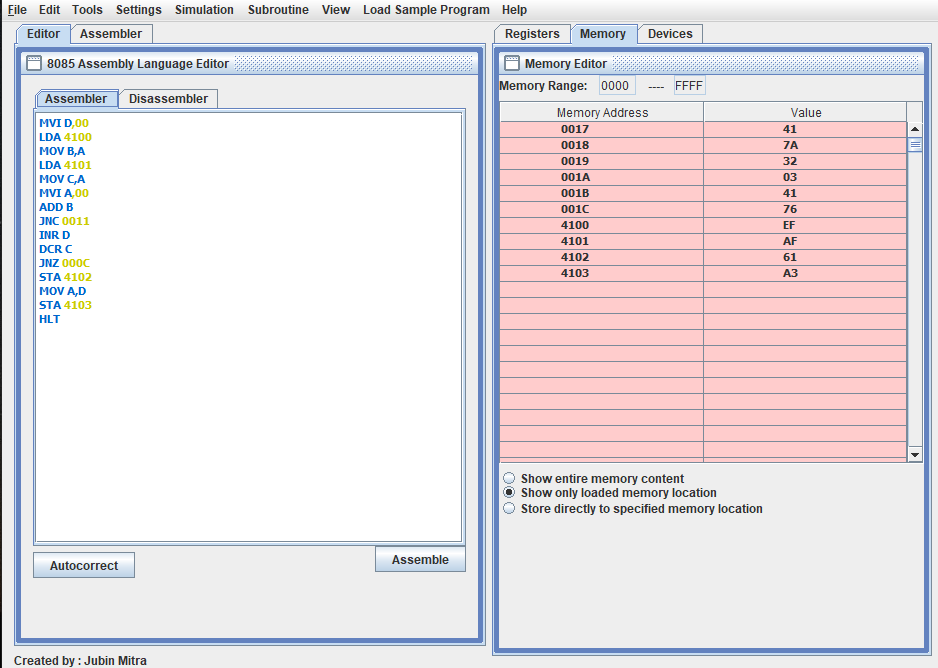 File Edit Tools Settings Simulation Subroutine View Load Sample Program Help
Editor Assembler
8085 Assembly Language Editor
Assembler Disassembler
MVI D,00
LDA 4100
MOV B,A
LDA 4101
MOV C,A
MVI A,00
ADD B
JNC 0011
INR D
DCR C
JNZ 000C
STA 4102
MOV A,D
STA 4103
HLT
Autocorrect Assemble
Registers Memory Devices
Memory Editor
Memory Range: 0000 ---- FFFF
Memory Address Value
0017 41
0018 7A
0019 32
001A 03
001B 41
001C 76
4100 EF
4101 AF
4102 61
4103 A3
Show entire memory content
Show only loaded memory location
Store directly to specified memory location
Created by : Jubin Mitra